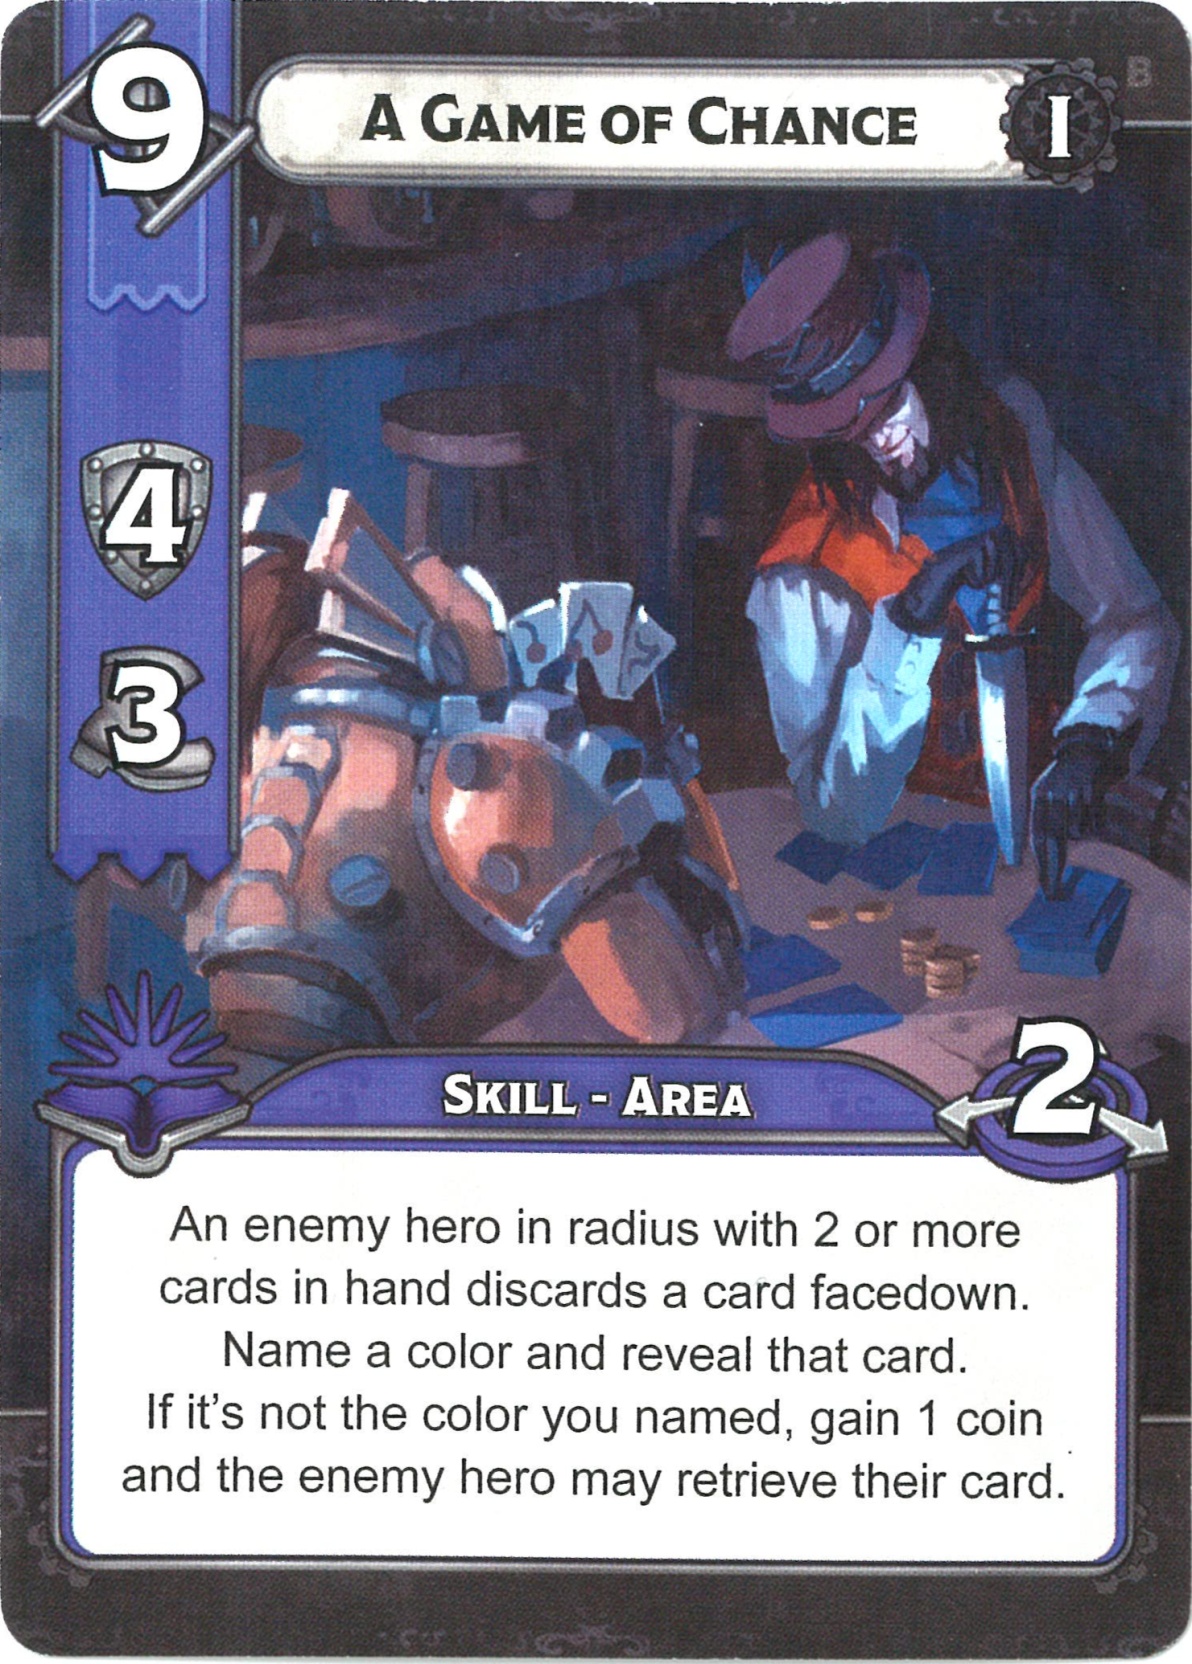 9
A GAME OF CHANCE
I
B
4
3
SKILL - AREA
2
An enemy hero in radius with 2 or more
cards in hand discards a card facedown.
Name a color and reveal that card.
If it's not the color you named, gain 1 coin
and the enemy hero may retrieve their card.